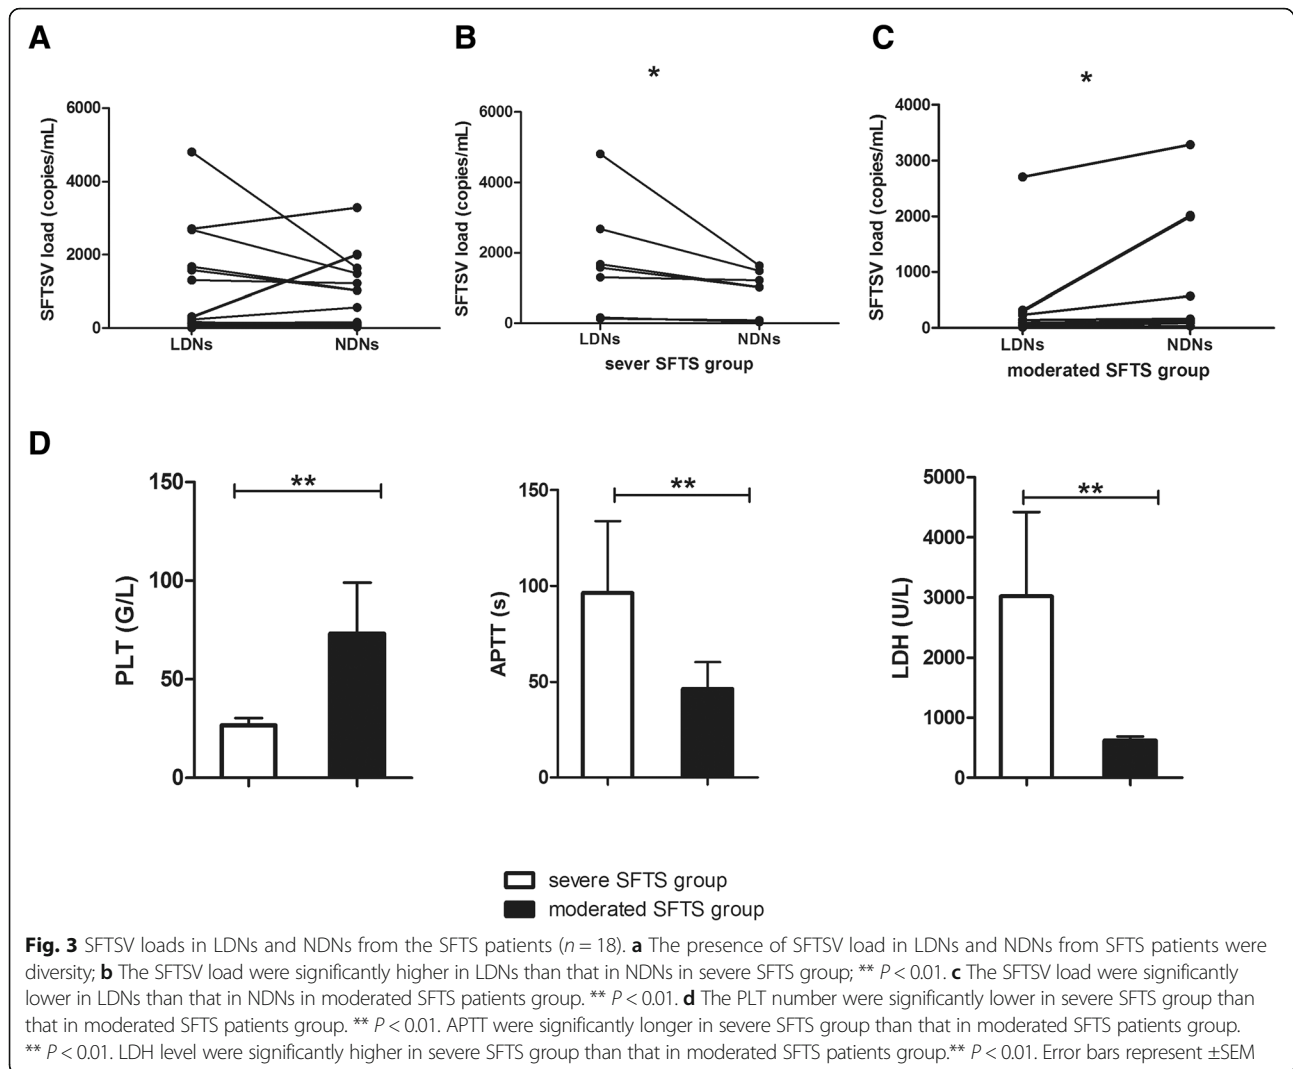 A
B
C
*
*
SFTSV load (copies/mL)
6000
4000
2000
0
LDNs
NDNs
SFTSV load (copies/mL)
6000
4000
2000
0
LDNs
NDNs
sever SFTS group
SFTSV load (copies/mL)
4000
3000
2000
1000
0
LDNs
NDNs
moderated SFTS group
D
PLT (G/L)
150
100
50
0
**
APTT (s)
150
100
50
0
**
LDH (U/L)
5000
4000
3000
2000
1000
0
**
severe SFTS group
moderated SFTS group
Fig. 3 SFTSV loads in LDNs and NDNs from the SFTS patients (n = 18). a The presence of SFTSV load in LDNs and NDNs from SFTS patients were
diversity; b The SFTSV load were significantly higher in LDNs than that in NDNs in severe SFTS group; ** P < 0.01. c The SFTSV load were significantly
lower in LDNs than that in NDNs in moderated SFTS patients group. ** P < 0.01. d The PLT number were significantly lower in severe SFTS group than
that in moderated SFTS patients group. ** P < 0.01. APTT were significantly longer in severe SFTS group than that in moderated SFTS patients group.
** P < 0.01. LDH level were significantly higher in severe SFTS group than that in moderated SFTS patients group.** P < 0.01. Error bars represent ±SEM